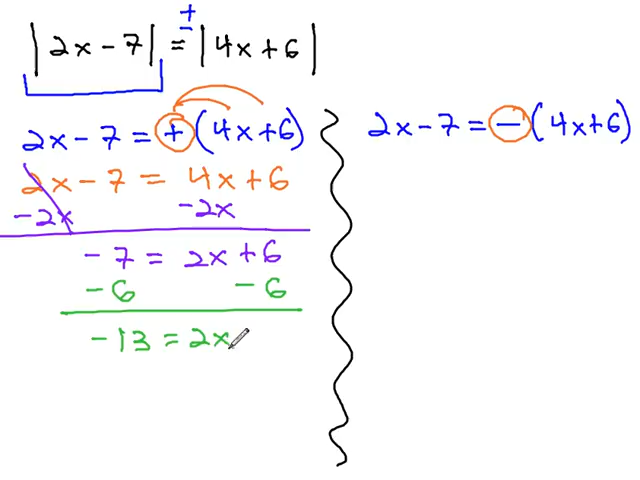 |2x - 7| = ± |4x + 6|
2x - 7 = + (4x + 6)
2x - 7 = 4x + 6
-2x -2x
-7 = 2x + 6
-6 -6
-13 = 2x
2x - 7 = - (4x + 6)